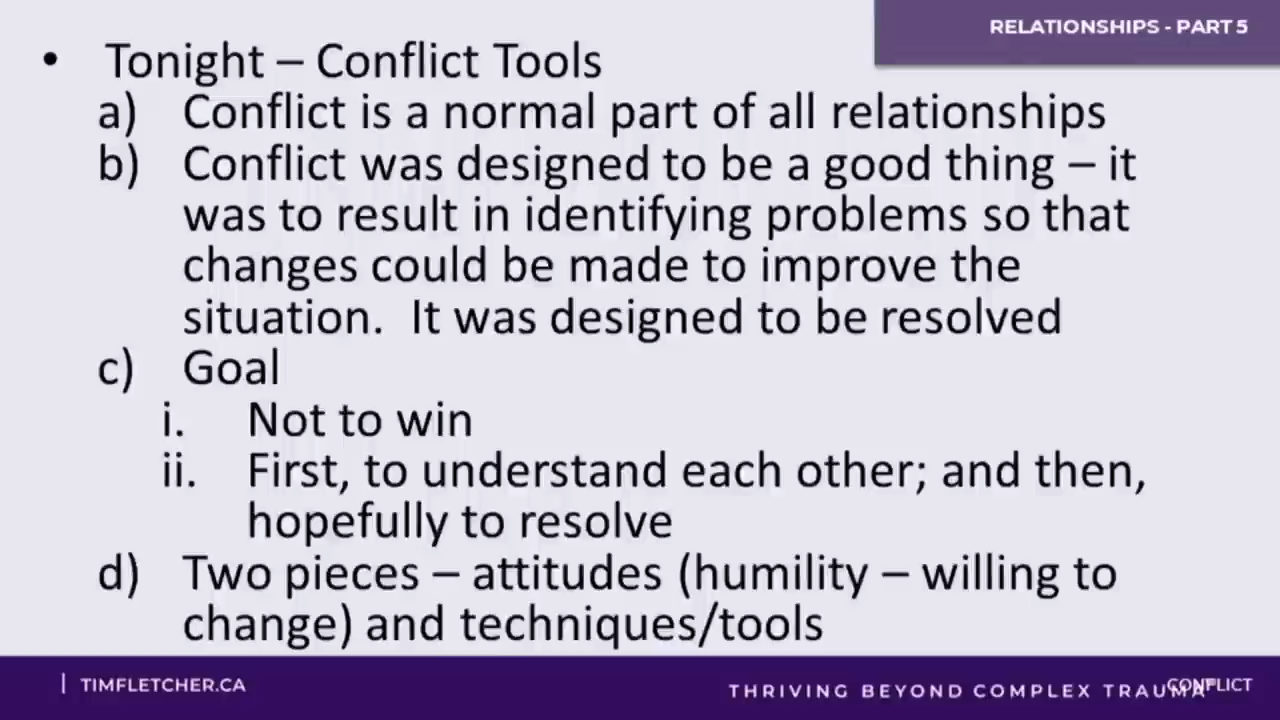 RELATIONSHIPS - PART 5
• Tonight – Conflict Tools
a) Conflict is a normal part of all relationships
b) Conflict was designed to be a good thing – it
was to result in identifying problems so that
changes could be made to improve the
situation.  It was designed to be resolved
c) Goal
i. Not to win
ii. First, to understand each other; and then,
hopefully to resolve
d) Two pieces – attitudes (humility – willing to
change) and techniques/tools
| TIMFLETCHER.CA
THRIVING BEYOND COMPLEX TRAUMA
CONFLICT